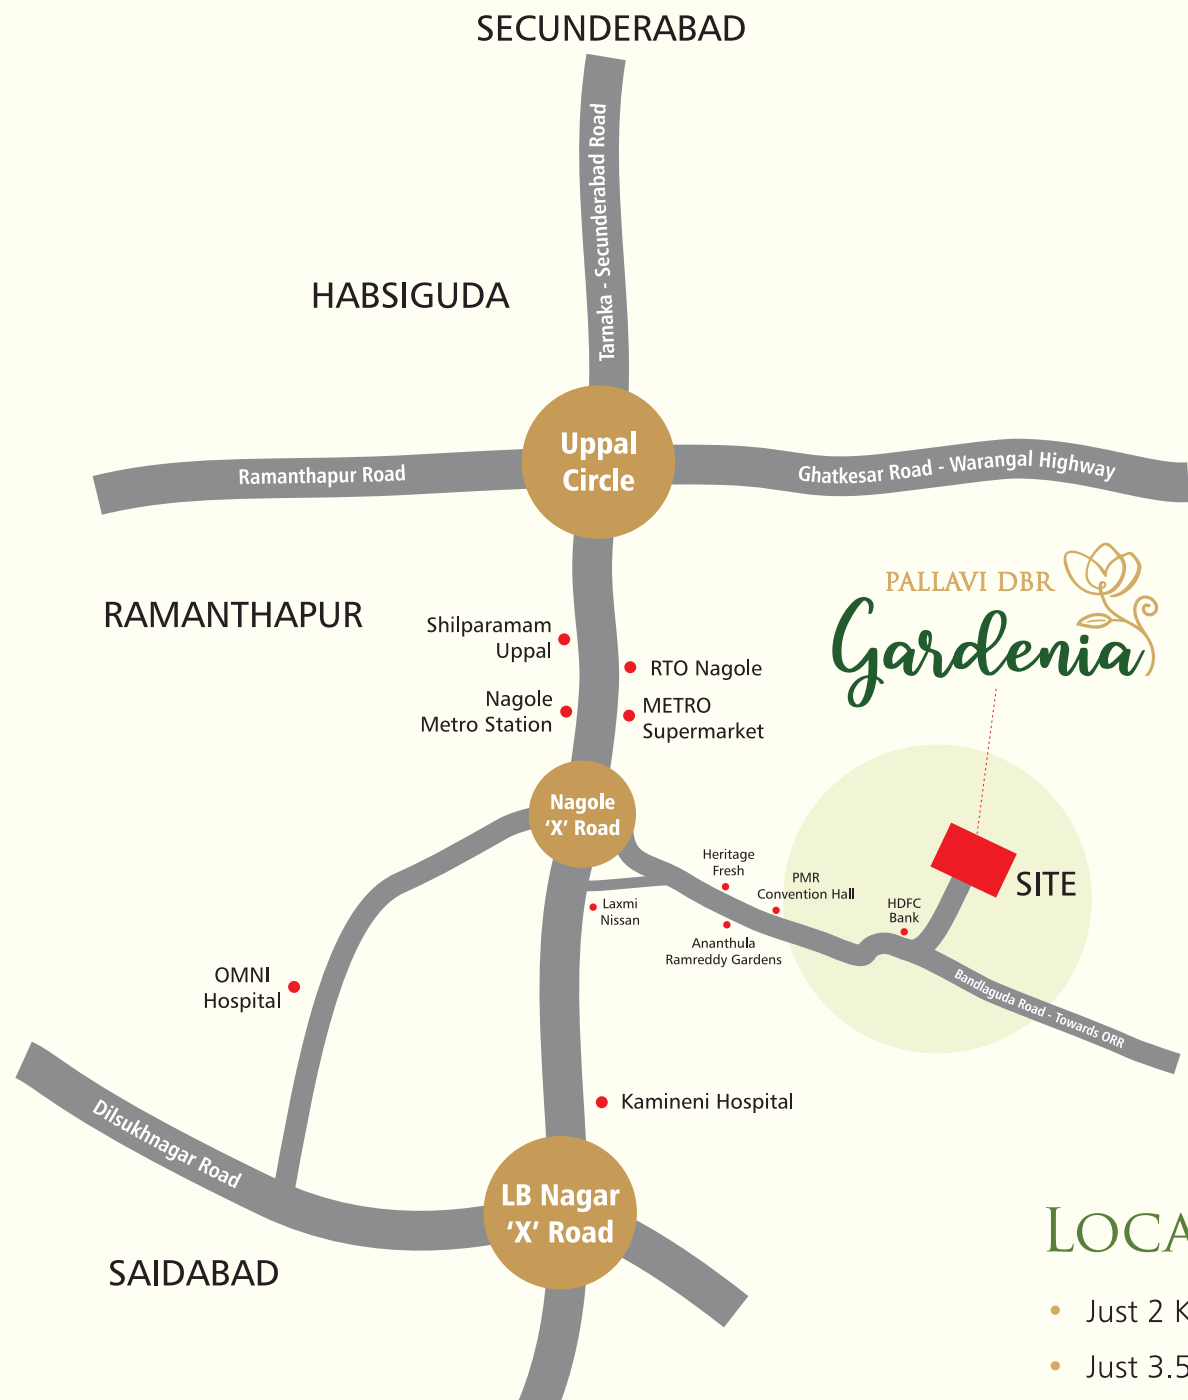 SECUNDERABAD
Tarnaka - Secunderabad Road
HABSIGUDA
Uppal
Circle
Ramanthapur Road
Ghatkesar Road - Warangal Highway
PALLAVI DBR
Gardenia
RAMANTHAPUR
Shilparamam
Uppal
RTO Nagole
Nagole
Metro Station
METRO
Supermarket
Nagole
‘X’ Road
Heritage
Fresh
PMR
Convention Hall
SITE
Laxmi
Nissan
HDFC
Bank
Ananthula
Ramreddy Gardens
OMNI
Hospital
Bandlaguda Road - Towards ORR
Kamineni Hospital
Dilsukhnagar Road
LB Nagar
‘X’ Road
SAIDABAD
LOCA
• Just 2 K
• Just 3.5